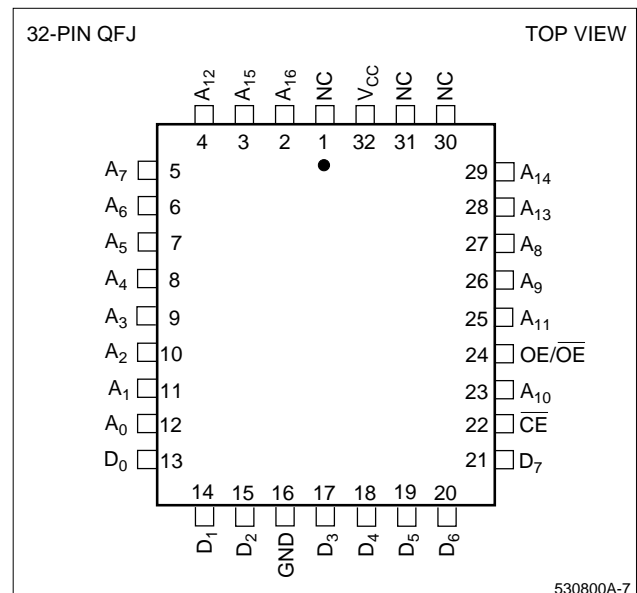 32-PIN QFJ
TOP VIEW
A12 A15 A16 NC VCC NC NC
4 3 2 1 32 31 30
A7 5 29 A14
A6 6 28 A13
A5 7 27 A8
A4 8 26 A9
A3 9 25 A11
A2 10 24 OE/O̅E̅
A1 11 23 A10
A0 12 22 C̅E̅
D0 13 21 D7
14 15 16 17 18 19 20
D1 D2 GND D3 D4 D5 D6
530800A-7